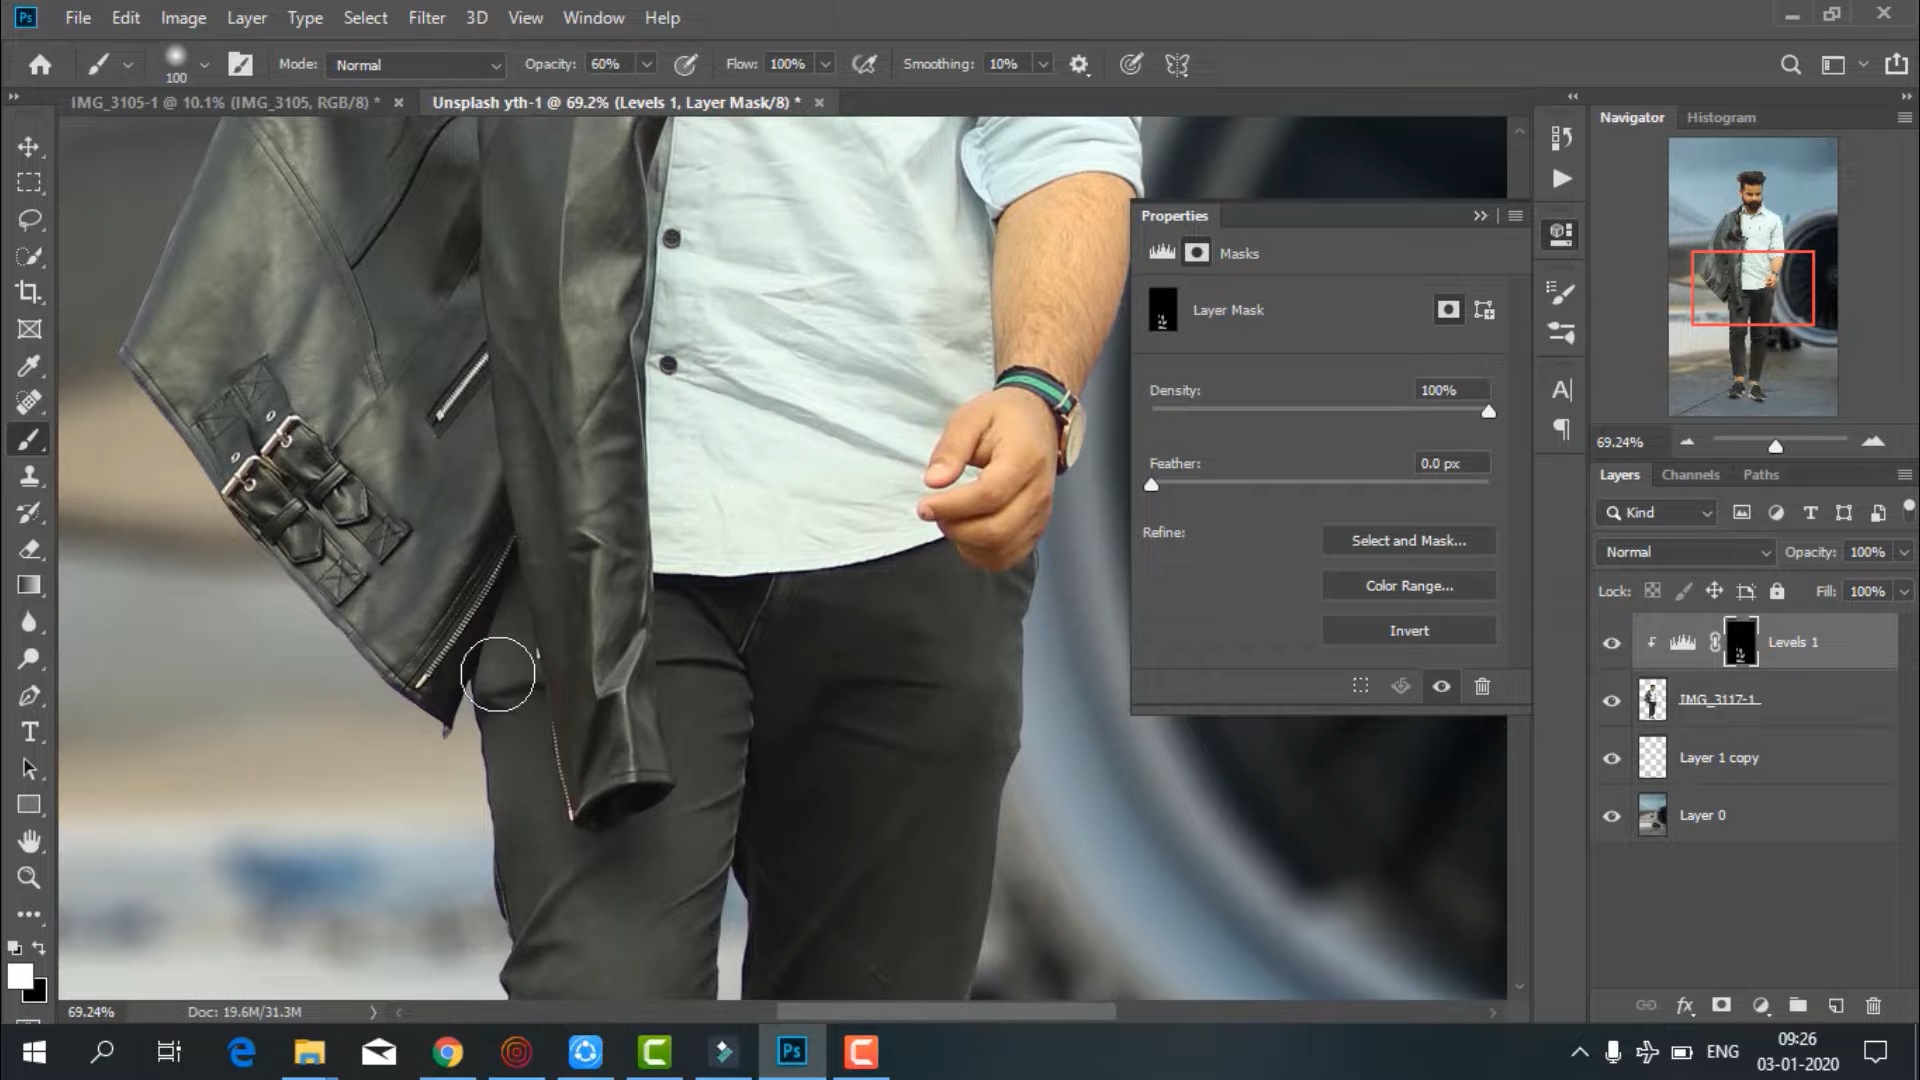 Ps File Edit Image Layer Type Select Filter 3D View Window Help
100 Mode: Normal Opacity: 60% Flow: 100% Smoothing: 10%
IMG_3105-1 @ 10.1% (IMG_3105, RGB/8) * Unsplash yth-1 @ 69.2% (Levels 1, Layer Mask/8) *
Navigator Histogram
Properties
Masks
Layer Mask
Density: 100%
Feather: 0.0 px
Refine:
Select and Mask...
Color Range...
Invert
69.24%
Layers Channels Paths
Kind
Normal Opacity: 100%
Lock: Fill: 100%
Levels 1
IMG_3117-1
Layer 1 copy
Layer 0
69.24% Doc: 19.6M/31.3M
Ps ENG 09:26
03-01-2020